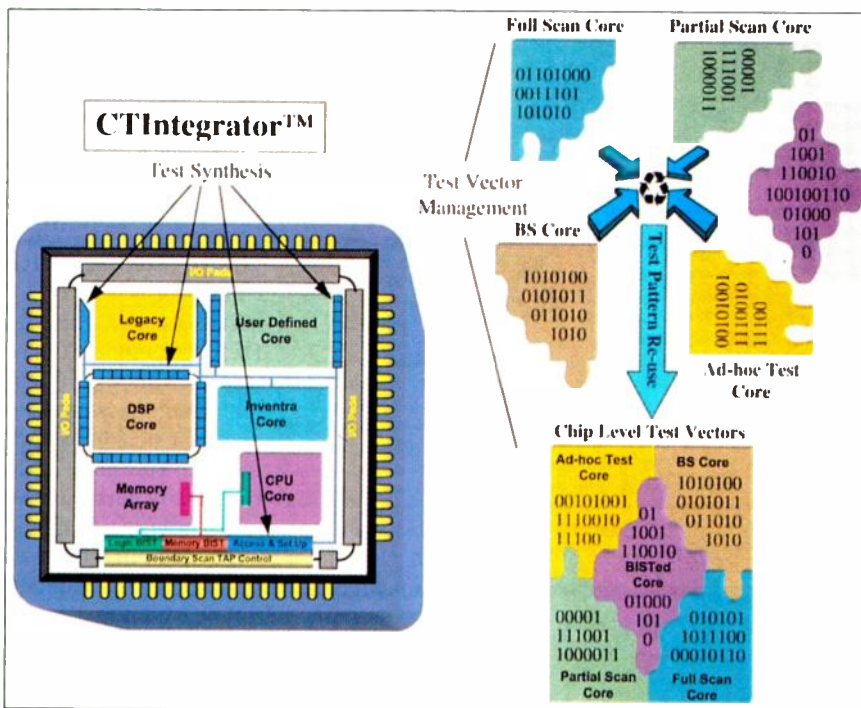 CTIntegrator™
Test Synthesis
I/O Pads
I/O Pads
I/O Pads
Legacy
Core
User Defined
Core
DSP
Core
Inventra
Core
Memory
Array
CPU
Core
Logic BIST
Memory BIST
Access & Set Up
Boundary Scan TAP Control
Test Vector
Management
Full Scan Core
01101000
0011101
101010
Partial Scan Core
00001
111001
1000011
01
1001
110010
100100110
01000
101
0
BS Core
1010100
0101011
011010
1010
Test Pattern Re-use
00101001
1110010
11100
Ad-hoc Test
Core
Chip Level Test Vectors
Ad-hoc Test
Core
00101001
1110010
11100
BS Core
1010100
0101011
011010
1010
01
1001
110010
BISTed
Core
01000
101
0
00001
111001
1000011
Partial Scan
Core
010101
1011100
00010110
Full Scan
Core